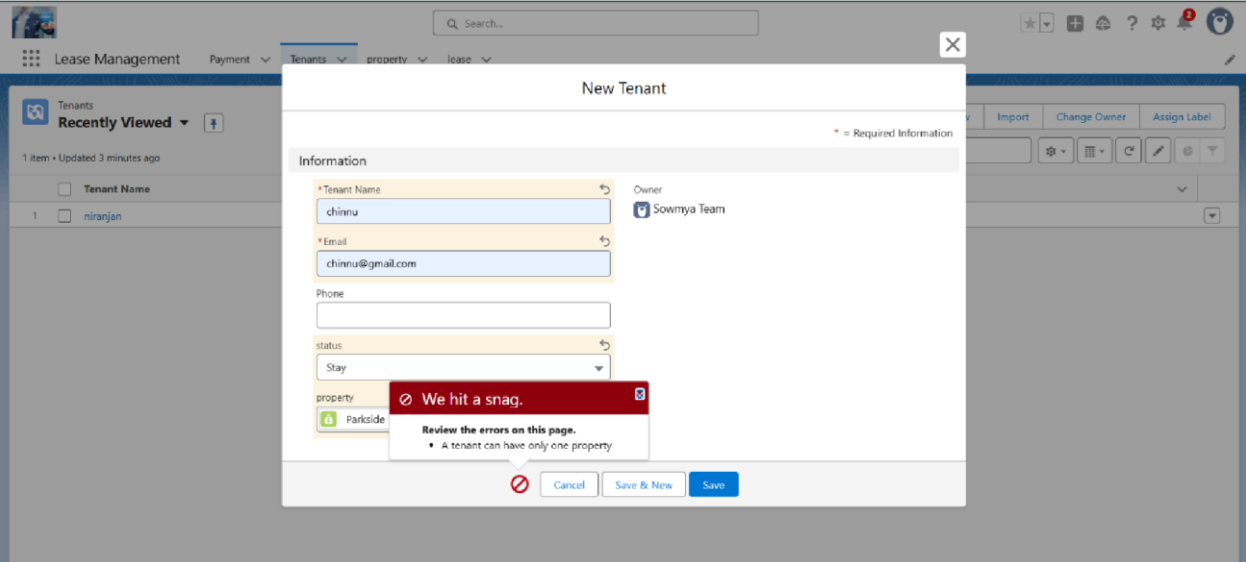 Search...
2
Lease Management
Payment
Tenants
property
lease
New Tenant
Tenants
Recently Viewed
Import
Change Owner
Assign Label
* = Required Information
1 item • Updated 3 minutes ago
Information
Tenant Name
1
niranjan
*Tenant Name
chinnu
Owner
Sowmya Team
*Email
chinnu@gmail.com
Phone
status
Stay
property
Parkside
We hit a snag.
Review the errors on this page.
• A tenant can have only one property
Cancel
Save & New
Save